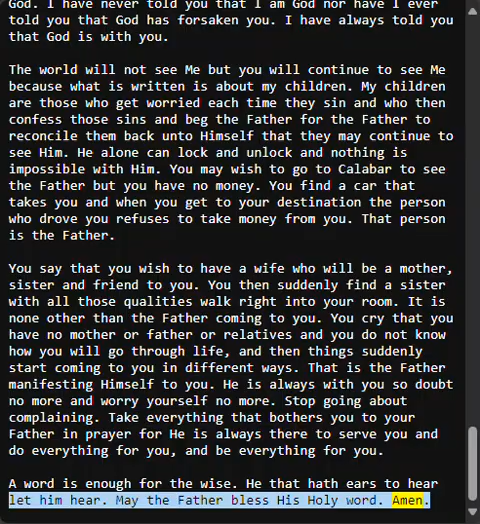 God. I have never told you that I am God nor have I ever
told you that God has forsaken you. I have always told you
that God is with you.
The world will not see Me but you will continue to see Me
because what is written is about my children. My children
are those who get worried each time they sin and who then
confess those sins and beg the Father for the Father to
reconcile them back unto Himself that they may continue to
see Him. He alone can lock and unlock and nothing is
impossible with Him. You may wish to go to Calabar to see
the Father but you have no money. You find a car that
takes you and when you get to your destination the person
who drove you refuses to take money from you. That person
is the Father.
You say that you wish to have a wife who will be a mother,
sister and friend to you. You then suddenly find a sister
with all those qualities walk right into your room. It is
none other than the Father coming to you. You cry that you
have no mother or father or relatives and you do not know
how you will go through life, and then things suddenly
start coming to you in different ways. That is the Father
manifesting Himself to you. He is always with you so doubt
no more and worry yourself no more. Stop going about
complaining. Take everything that bothers you to your
Father in prayer for He is always there to serve you and
do everything for you, and be everything for you.
A word is enough for the wise. He that hath ears to hear
let him hear. May the Father bless His Holy word. Amen.